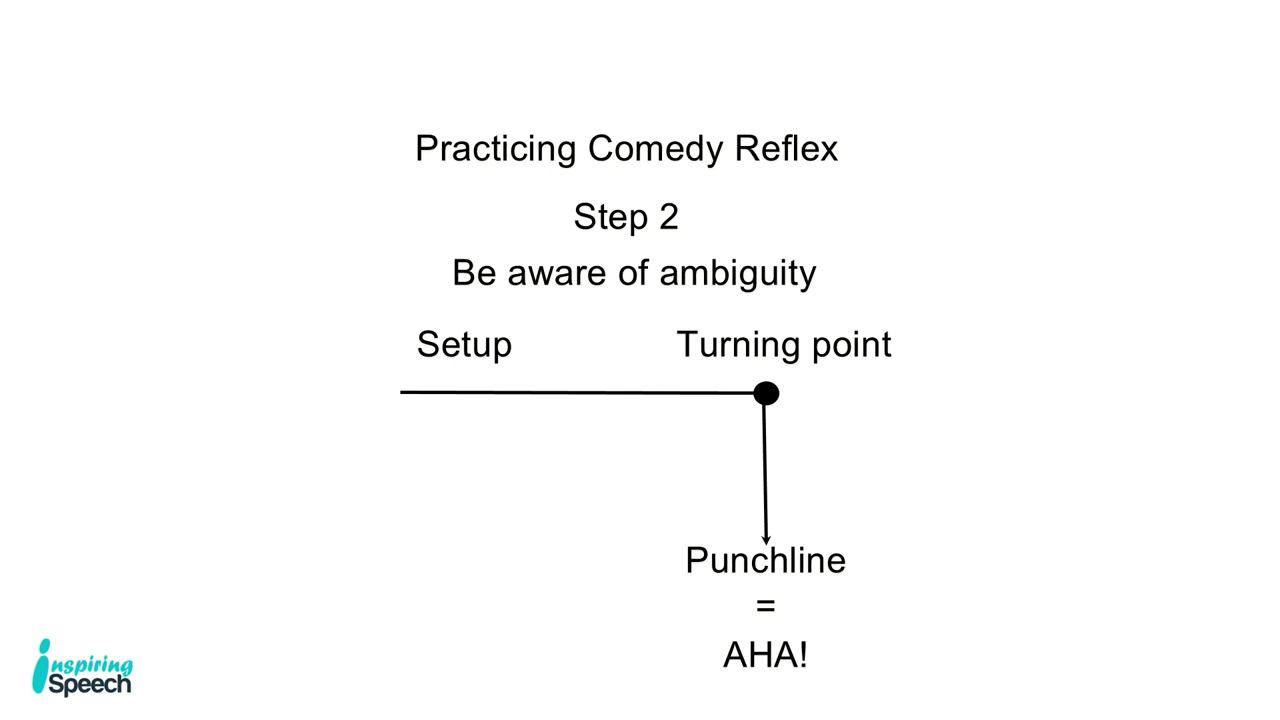 Practicing Comedy Reflex
Step 2
Be aware of ambiguity
Setup
Turning point
Punchline
=
AHA!
inspiring
Speech